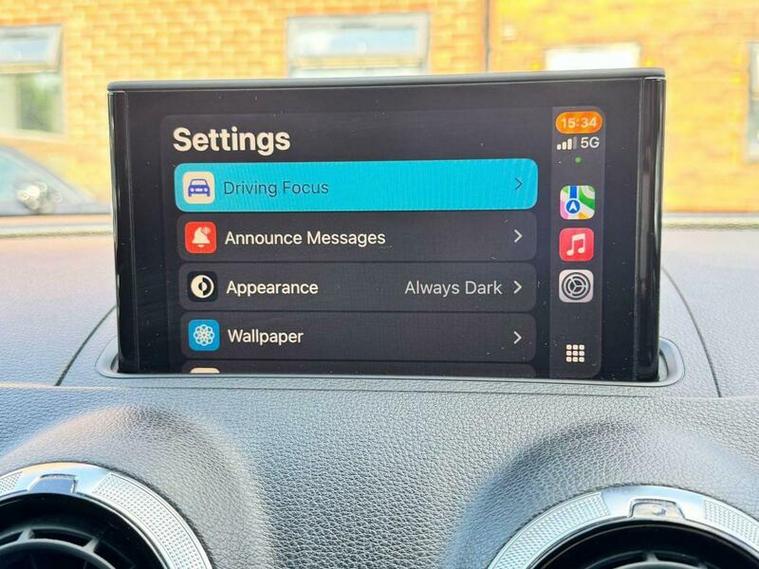 Settings
15:34
5G
Driving Focus
Announce Messages
Appearance Always Dark
Wallpaper